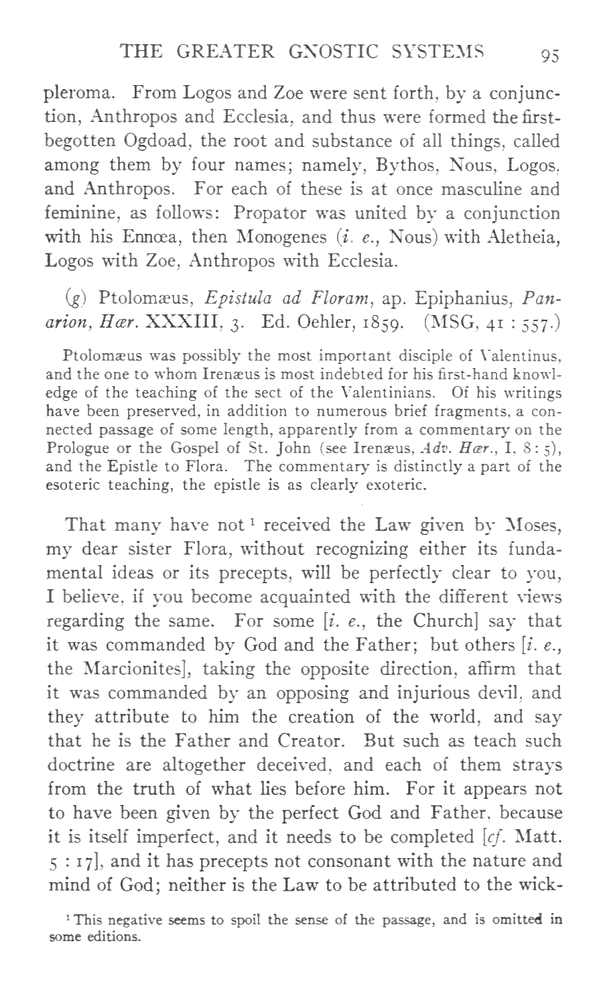 THE GREATER GNOSTIC SYSTEMS 95
pleroma. From Logos and Zoe were sent forth, by a conjunc-
tion, Anthropos and Ecclesia, and thus were formed the first-
begotten Ogdoad, the root and substance of all things, called
among them by four names; namely, Bythos, Nous, Logos,
and Anthropos. For each of these is at once masculine and
feminine, as follows: Propator was united by a conjunction
with his Ennœa, then Monogenes (i. e., Nous) with Aletheia,
Logos with Zoe, Anthropos with Ecclesia.
(g) Ptolomæus, Epistula ad Floram, ap. Epiphanius, Pan-
arion, Hær. XXXIII, 3. Ed. Oehler, 1859. (MSG, 41 : 557.)
Ptolomæus was possibly the most important disciple of Valentinus,
and the one to whom Irenæus is most indebted for his first-hand knowl-
edge of the teaching of the sect of the Valentinians. Of his writings
have been preserved, in addition to numerous brief fragments, a con-
nected passage of some length, apparently from a commentary on the
Prologue or the Gospel of St. John (see Irenæus, Adv. Hær., I, 8 : 5),
and the Epistle to Flora. The commentary is distinctly a part of the
esoteric teaching, the epistle is as clearly exoteric.
That many have not ¹ received the Law given by Moses,
my dear sister Flora, without recognizing either its funda-
mental ideas or its precepts, will be perfectly clear to you,
I believe, if you become acquainted with the different views
regarding the same. For some [i. e., the Church] say that
it was commanded by God and the Father; but others [i. e.,
the Marcionites], taking the opposite direction, affirm that
it was commanded by an opposing and injurious devil, and
they attribute to him the creation of the world, and say
that he is the Father and Creator. But such as teach such
doctrine are altogether deceived, and each of them strays
from the truth of what lies before him. For it appears not
to have been given by the perfect God and Father, because
it is itself imperfect, and it needs to be completed [cf. Matt.
5 : 17], and it has precepts not consonant with the nature and
mind of God; neither is the Law to be attributed to the wick-
¹ This negative seems to spoil the sense of the passage, and is omitted in
some editions.